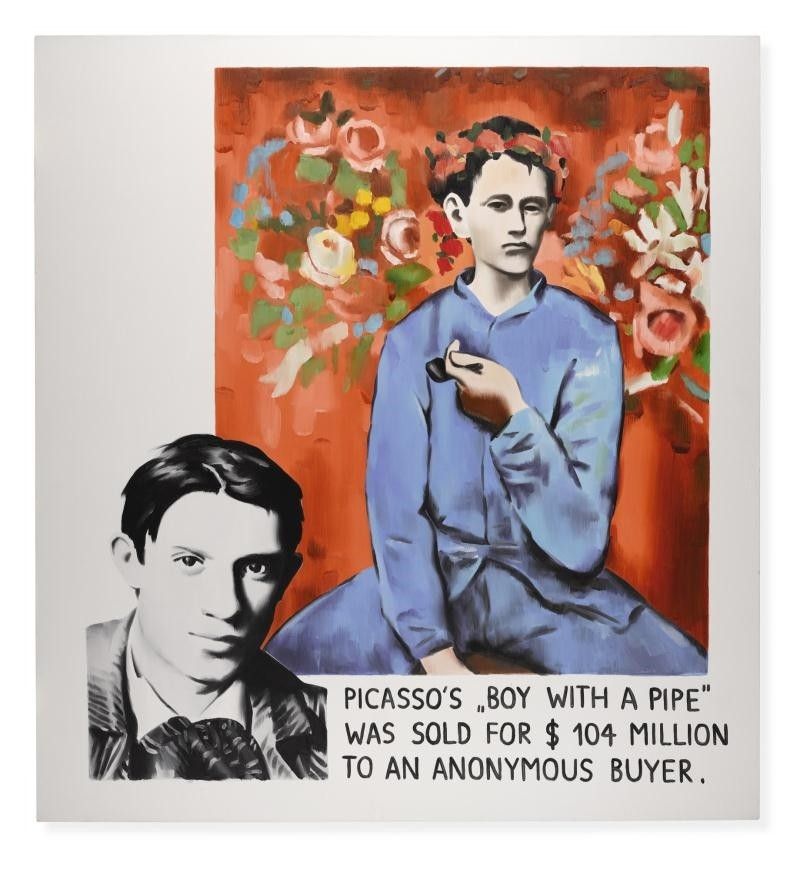 PICASSO'S „BOY WITH A PIPE"
WAS SOLD FOR $ 104 MILLION
TO AN ANONYMOUS BUYER.